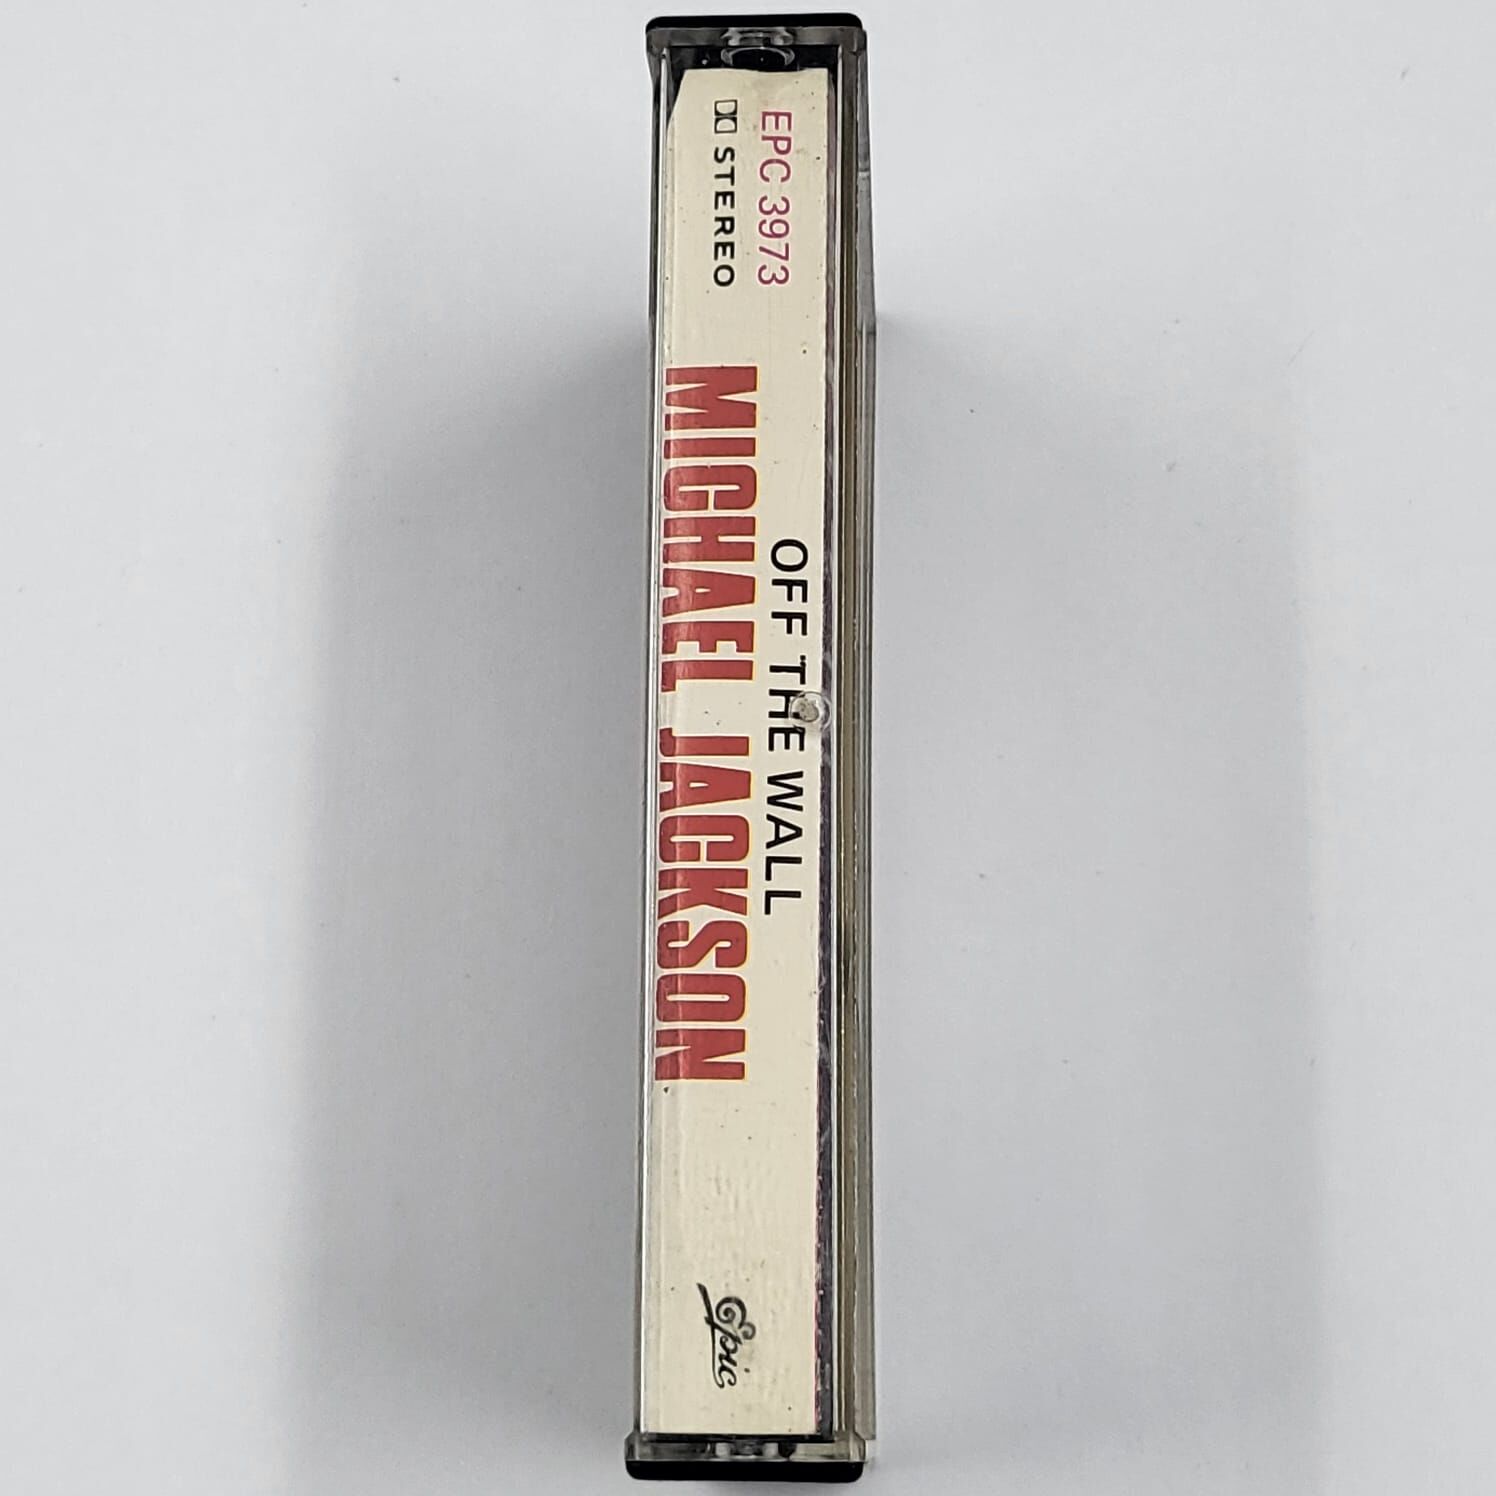 EPC 3973
STEREO
OFF THE WALL
MICHAEL JACKSON
Epic